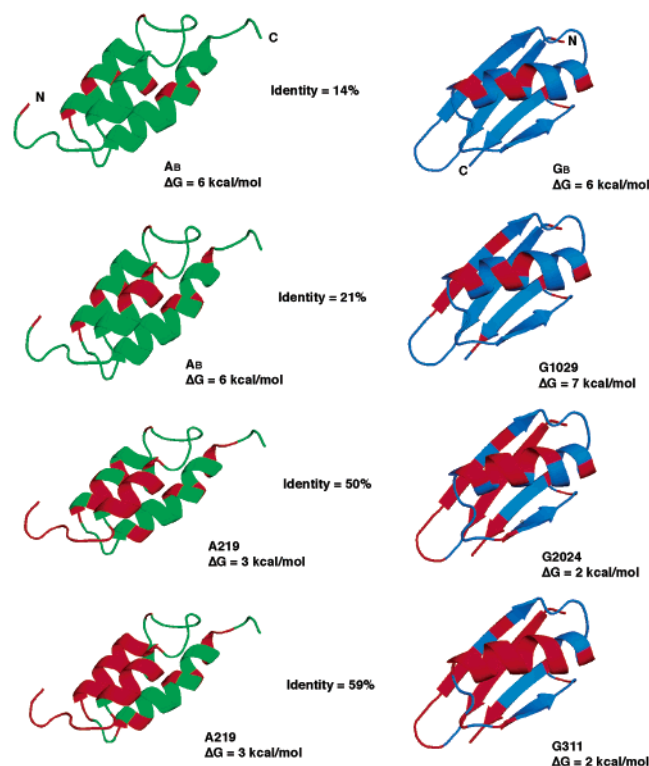 C
N
N
Identity = 14%
C
AB
ΔG = 6 kcal/mol
GB
ΔG = 6 kcal/mol
Identity = 21%
AB
ΔG = 6 kcal/mol
G1029
ΔG = 7 kcal/mol
Identity = 50%
A219
ΔG = 3 kcal/mol
G2024
ΔG = 2 kcal/mol
Identity = 59%
A219
ΔG = 3 kcal/mol
G311
ΔG = 2 kcal/mol